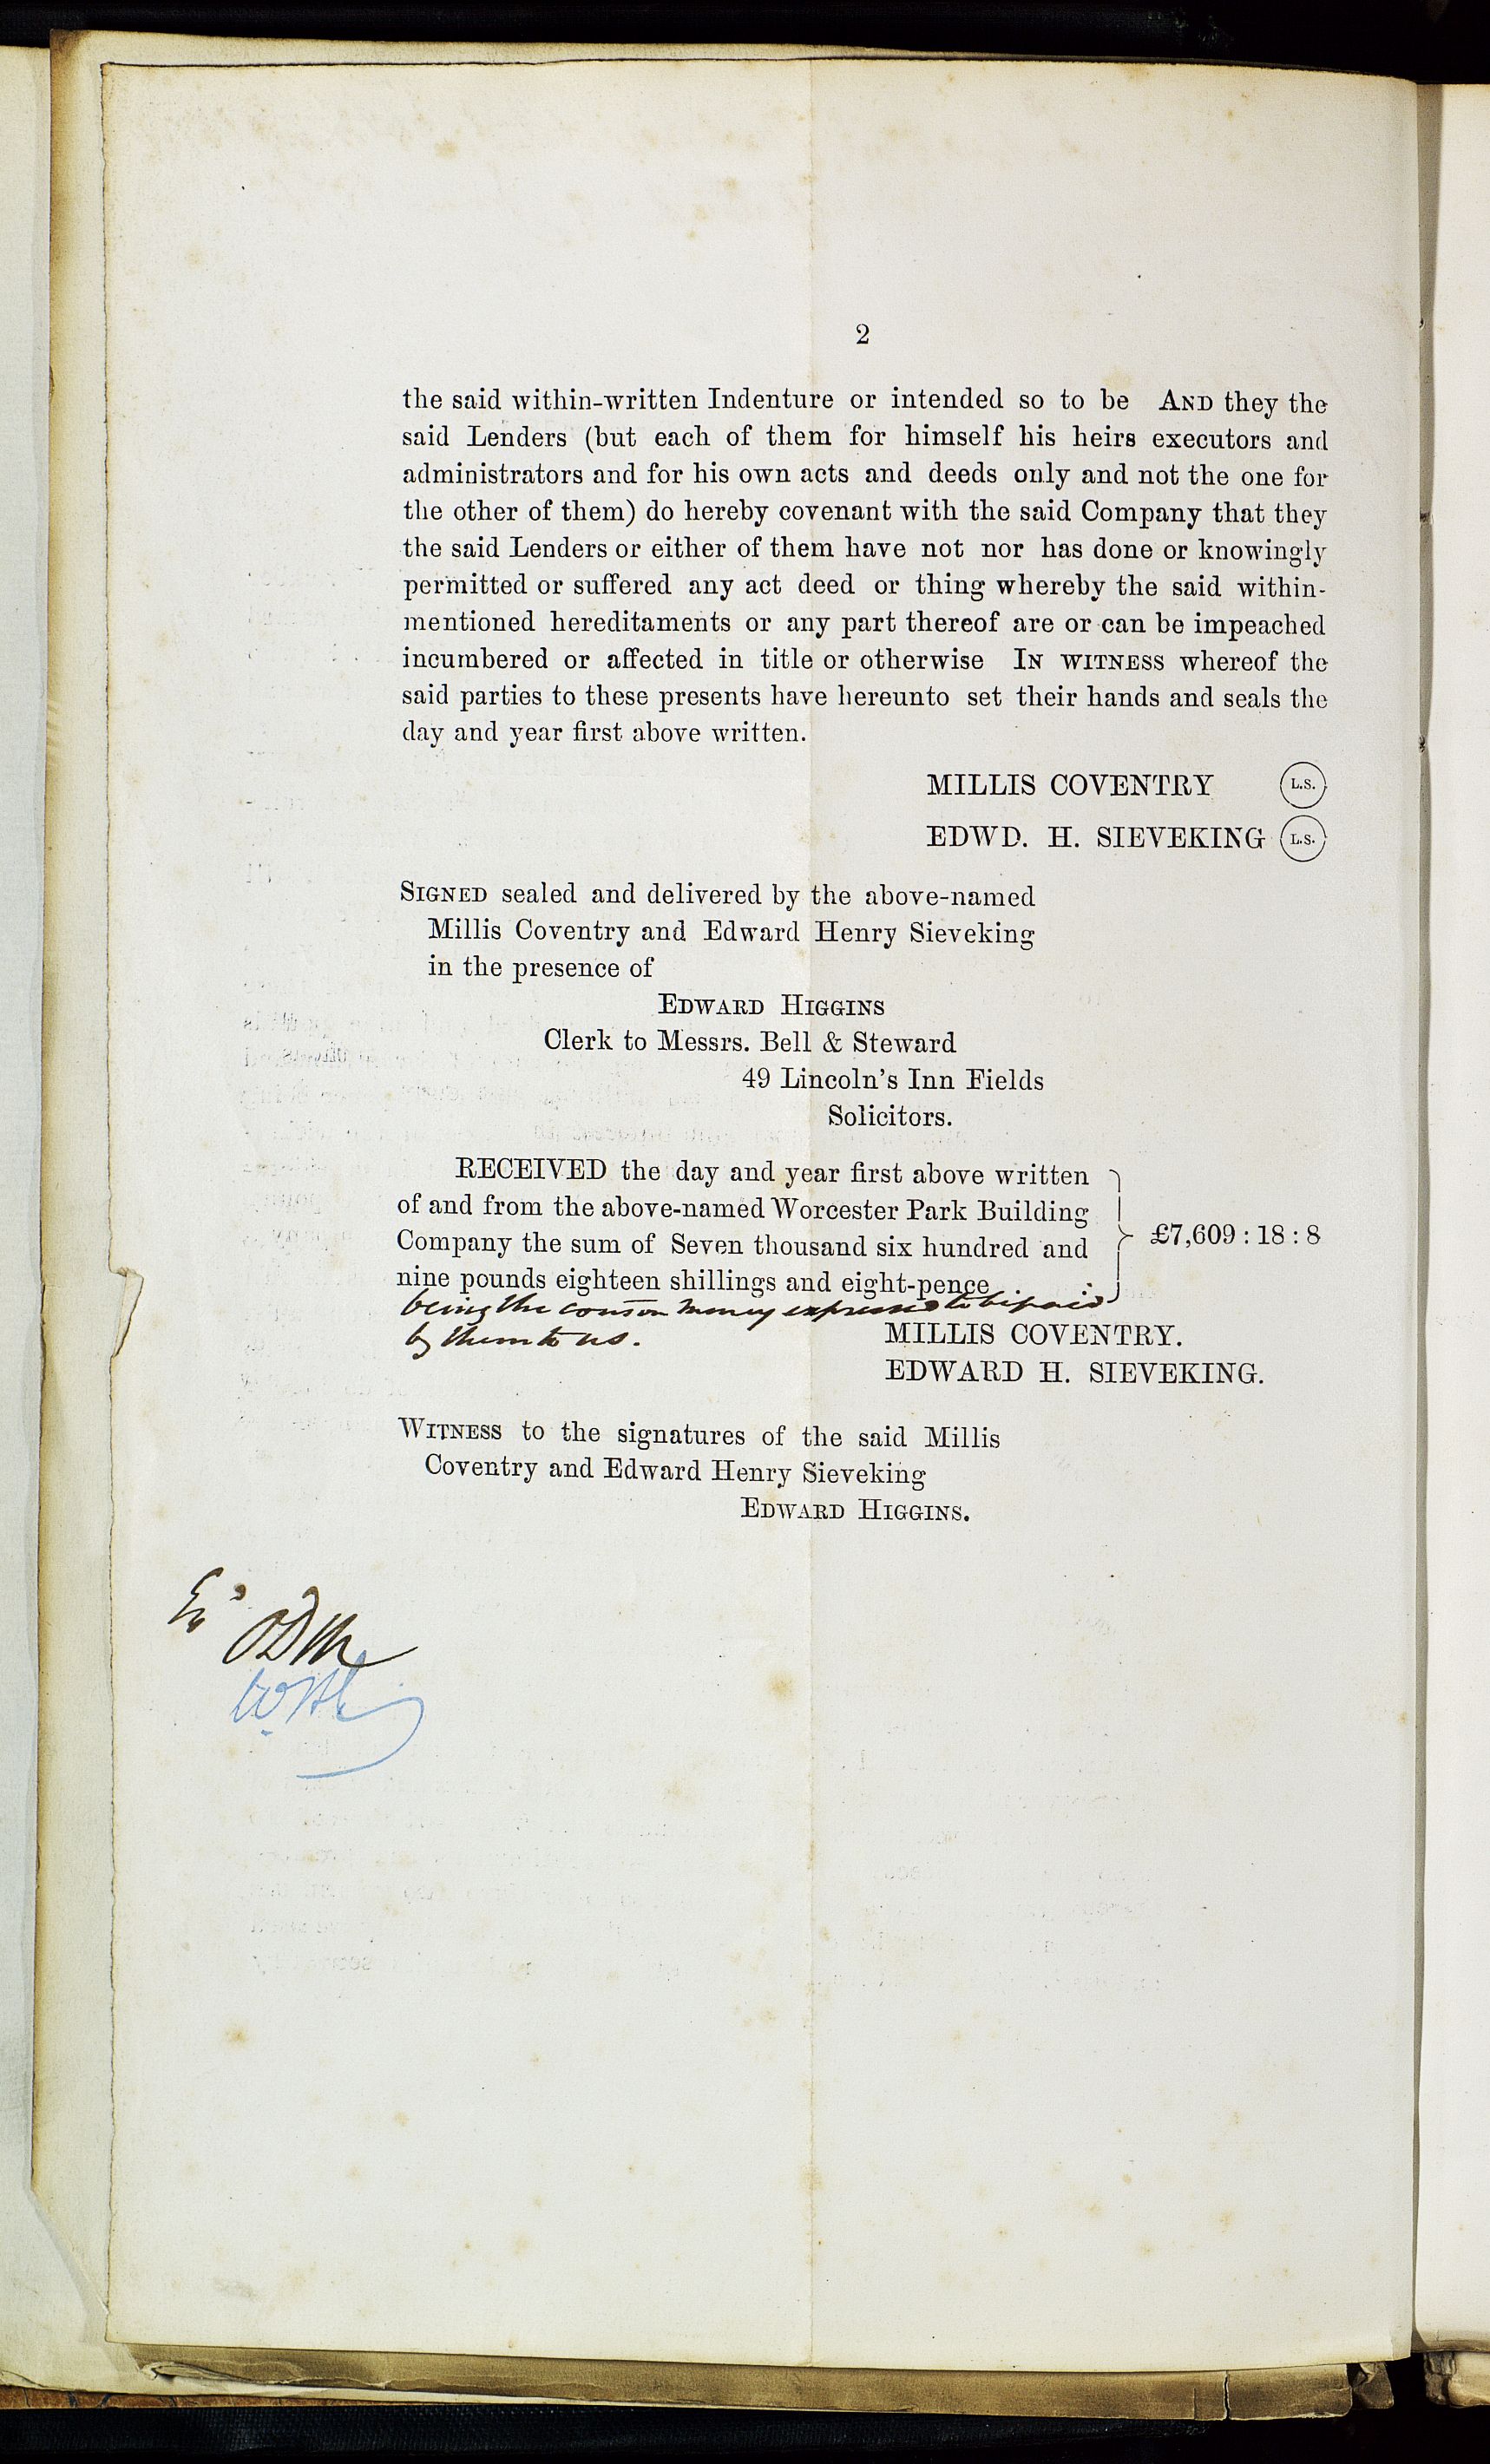 2
the said within-written Indenture or intended so to be AND they the
said Lenders (but each of them for himself his heirs executors and
administrators and for his own acts and deeds only and not the one for
the other of them) do hereby covenant with the said Company that they
the said Lenders or either of them have not nor has done or knowingly
permitted or suffered any act deed or thing whereby the said within-
mentioned hereditaments or any part thereof are or can be impeached
incumbered or affected in title or otherwise IN WITNESS whereof the
said parties to these presents have hereunto set their hands and seals the
day and year first above written.
MILLIS COVENTRY L.S.
EDWD. H. SIEVEKING L.S.
SIGNED sealed and delivered by the above-named
Millis Coventry and Edward Henry Sieveking
in the presence of
EDWARD HIGGINS
Clerk to Messrs. Bell & Steward
49 Lincoln's Inn Fields
Solicitors.
RECEIVED the day and year first above written
of and from the above-named Worcester Park Building
Company the sum of Seven thousand six hundred and
nine pounds eighteen shillings and eight-pence
£7,609 : 18 : 8
being the conson money expressed to be paid
by them to us.
MILLIS COVENTRY.
EDWARD H. SIEVEKING.
WITNESS to the signatures of the said Millis
Coventry and Edward Henry Sieveking
EDWARD HIGGINS.